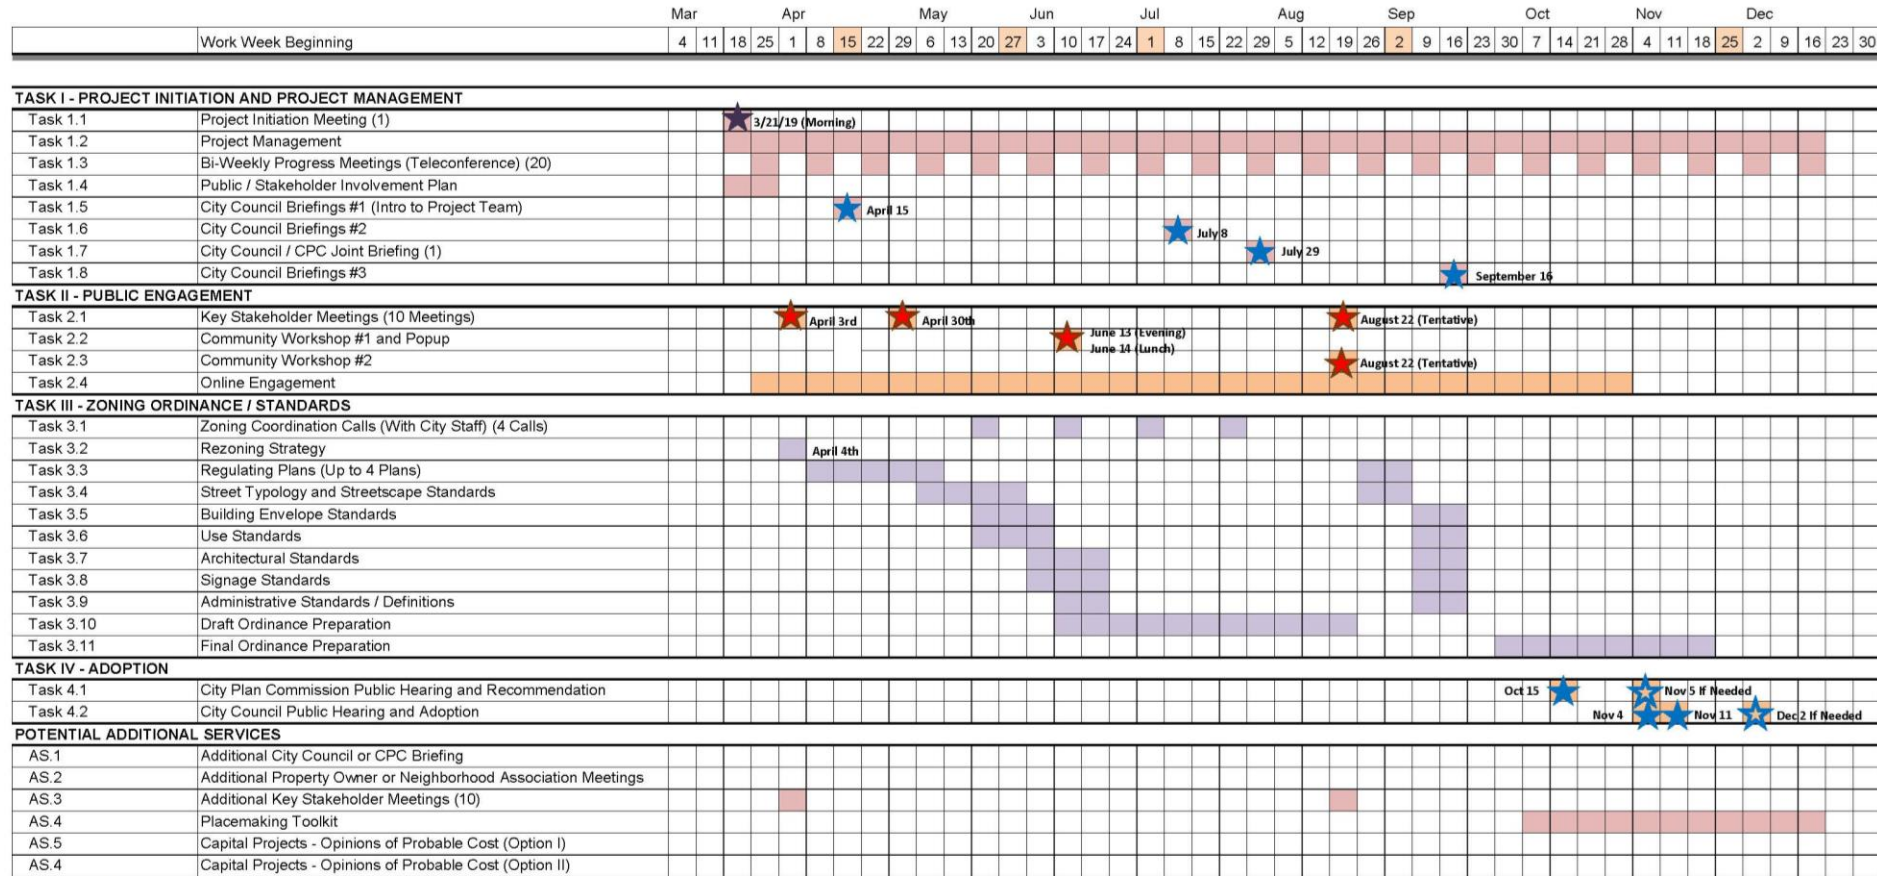 Mar Apr May Jun Jul Aug Sep Oct Nov Dec
Work Week Beginning 4 11 18 25 1 8 15 22 29 6 13 20 27 3 10 17 24 1 8 15 22 29 5 12 19 26 2 9 16 23 30 7 14 21 28 4 11 18 25 2 9 16 23 30
TASK I - PROJECT INITIATION AND PROJECT MANAGEMENT
Task 1.1 Project Initiation Meeting (1) 3/21/19 (Morning)
Task 1.2 Project Management
Task 1.3 Bi-Weekly Progress Meetings (Teleconference) (20)
Task 1.4 Public / Stakeholder Involvement Plan
Task 1.5 City Council Briefings #1 (Intro to Project Team) April 15
Task 1.6 City Council Briefings #2 July 8
Task 1.7 City Council / CPC Joint Briefing (1) July 29
Task 1.8 City Council Briefings #3 September 16
TASK II - PUBLIC ENGAGEMENT
Task 2.1 Key Stakeholder Meetings (10 Meetings) April 3rd April 30th August 22 (Tentative)
Task 2.2 Community Workshop #1 and Popup June 13 (Evening)
June 14 (Lunch)
Task 2.3 Community Workshop #2 August 22 (Tentative)
Task 2.4 Online Engagement
TASK III - ZONING ORDINANCE / STANDARDS
Task 3.1 Zoning Coordination Calls (With City Staff) (4 Calls)
Task 3.2 Rezoning Strategy April 4th
Task 3.3 Regulating Plans (Up to 4 Plans)
Task 3.4 Street Typology and Streetscape Standards
Task 3.5 Building Envelope Standards
Task 3.6 Use Standards
Task 3.7 Architectural Standards
Task 3.8 Signage Standards
Task 3.9 Administrative Standards / Definitions
Task 3.10 Draft Ordinance Preparation
Task 3.11 Final Ordinance Preparation
TASK IV - ADOPTION
Task 4.1 City Plan Commission Public Hearing and Recommendation Oct 15 Nov 5 If Needed
Task 4.2 City Council Public Hearing and Adoption Nov 4 Nov 11 Dec 2 If Needed
POTENTIAL ADDITIONAL SERVICES
AS.1 Additional City Council or CPC Briefing
AS.2 Additional Property Owner or Neighborhood Association Meetings
AS.3 Additional Key Stakeholder Meetings (10)
AS.4 Placemaking Toolkit
AS.5 Capital Projects - Opinions of Probable Cost (Option I)
AS.4 Capital Projects - Opinions of Probable Cost (Option II)